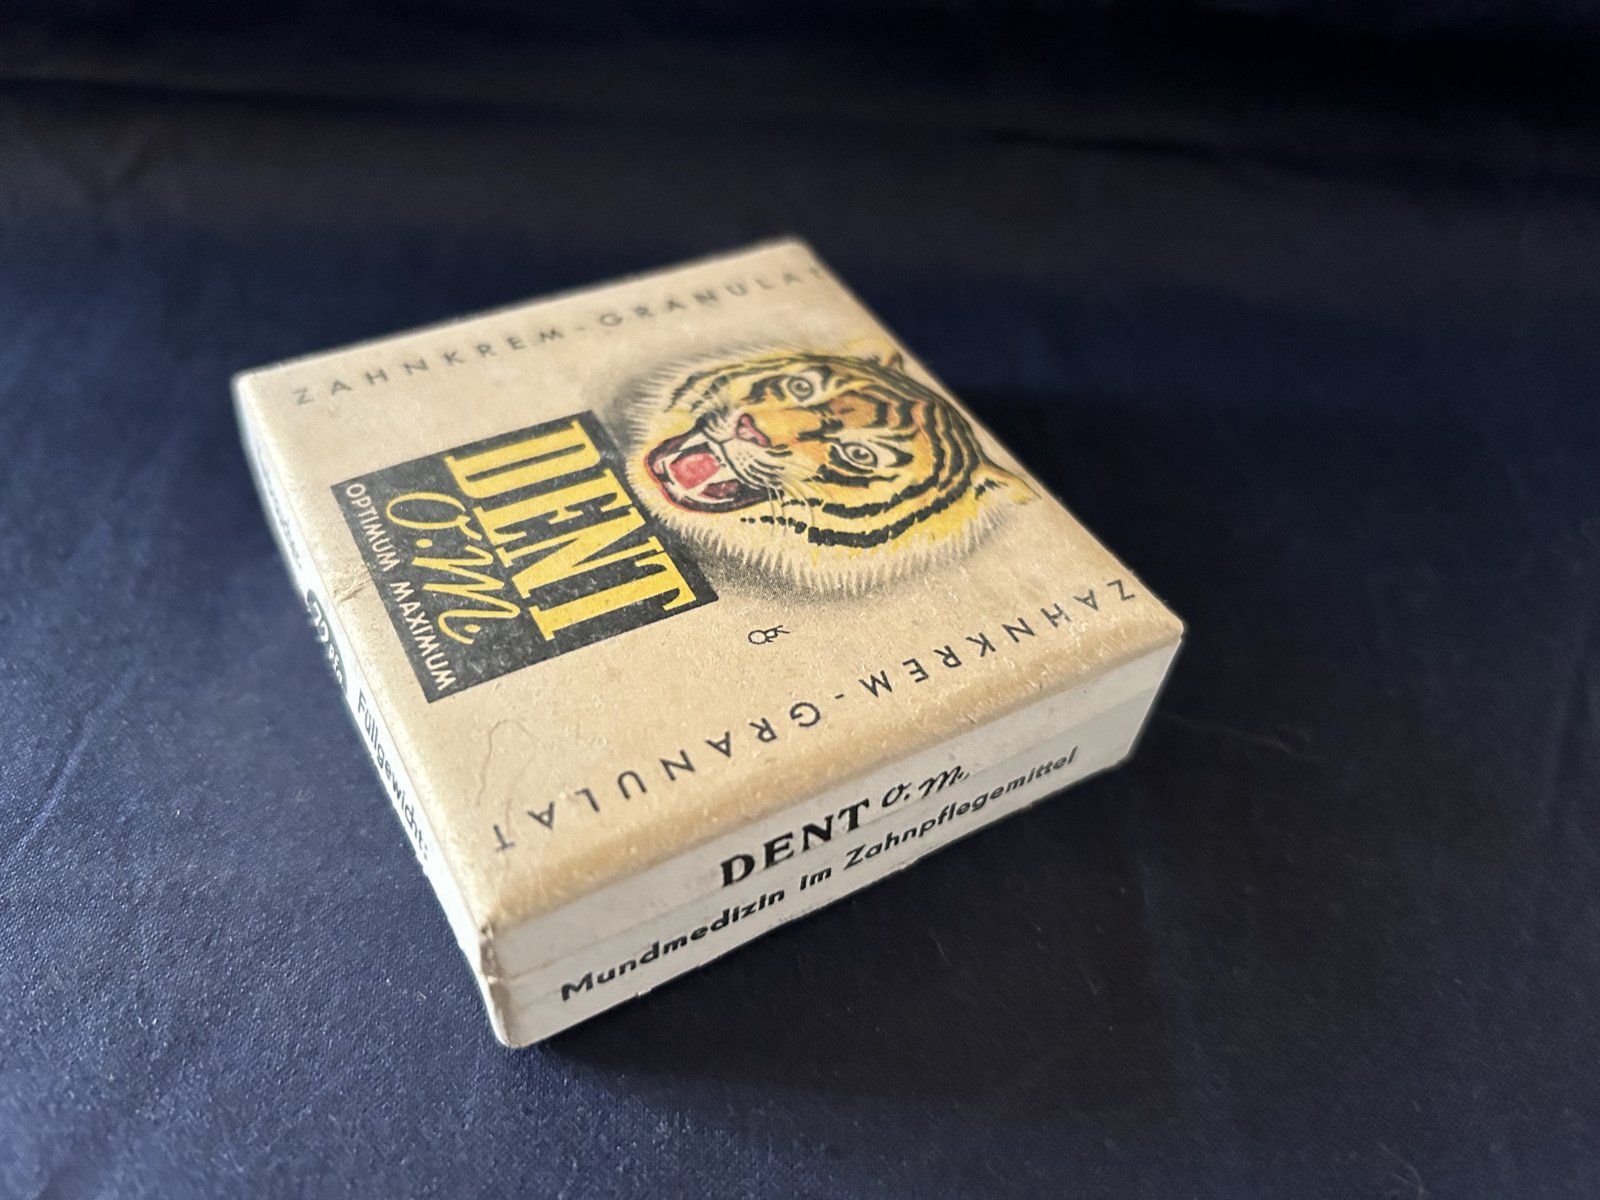 ZAHNKREM-GRANULAT
DENT
o.m.
OPTIMUM MAXIMUM
ZAHNKREM-GRANULAT
Füllgewicht:
DENT o.m.
Mundmedizin im Zahnpflegemittel